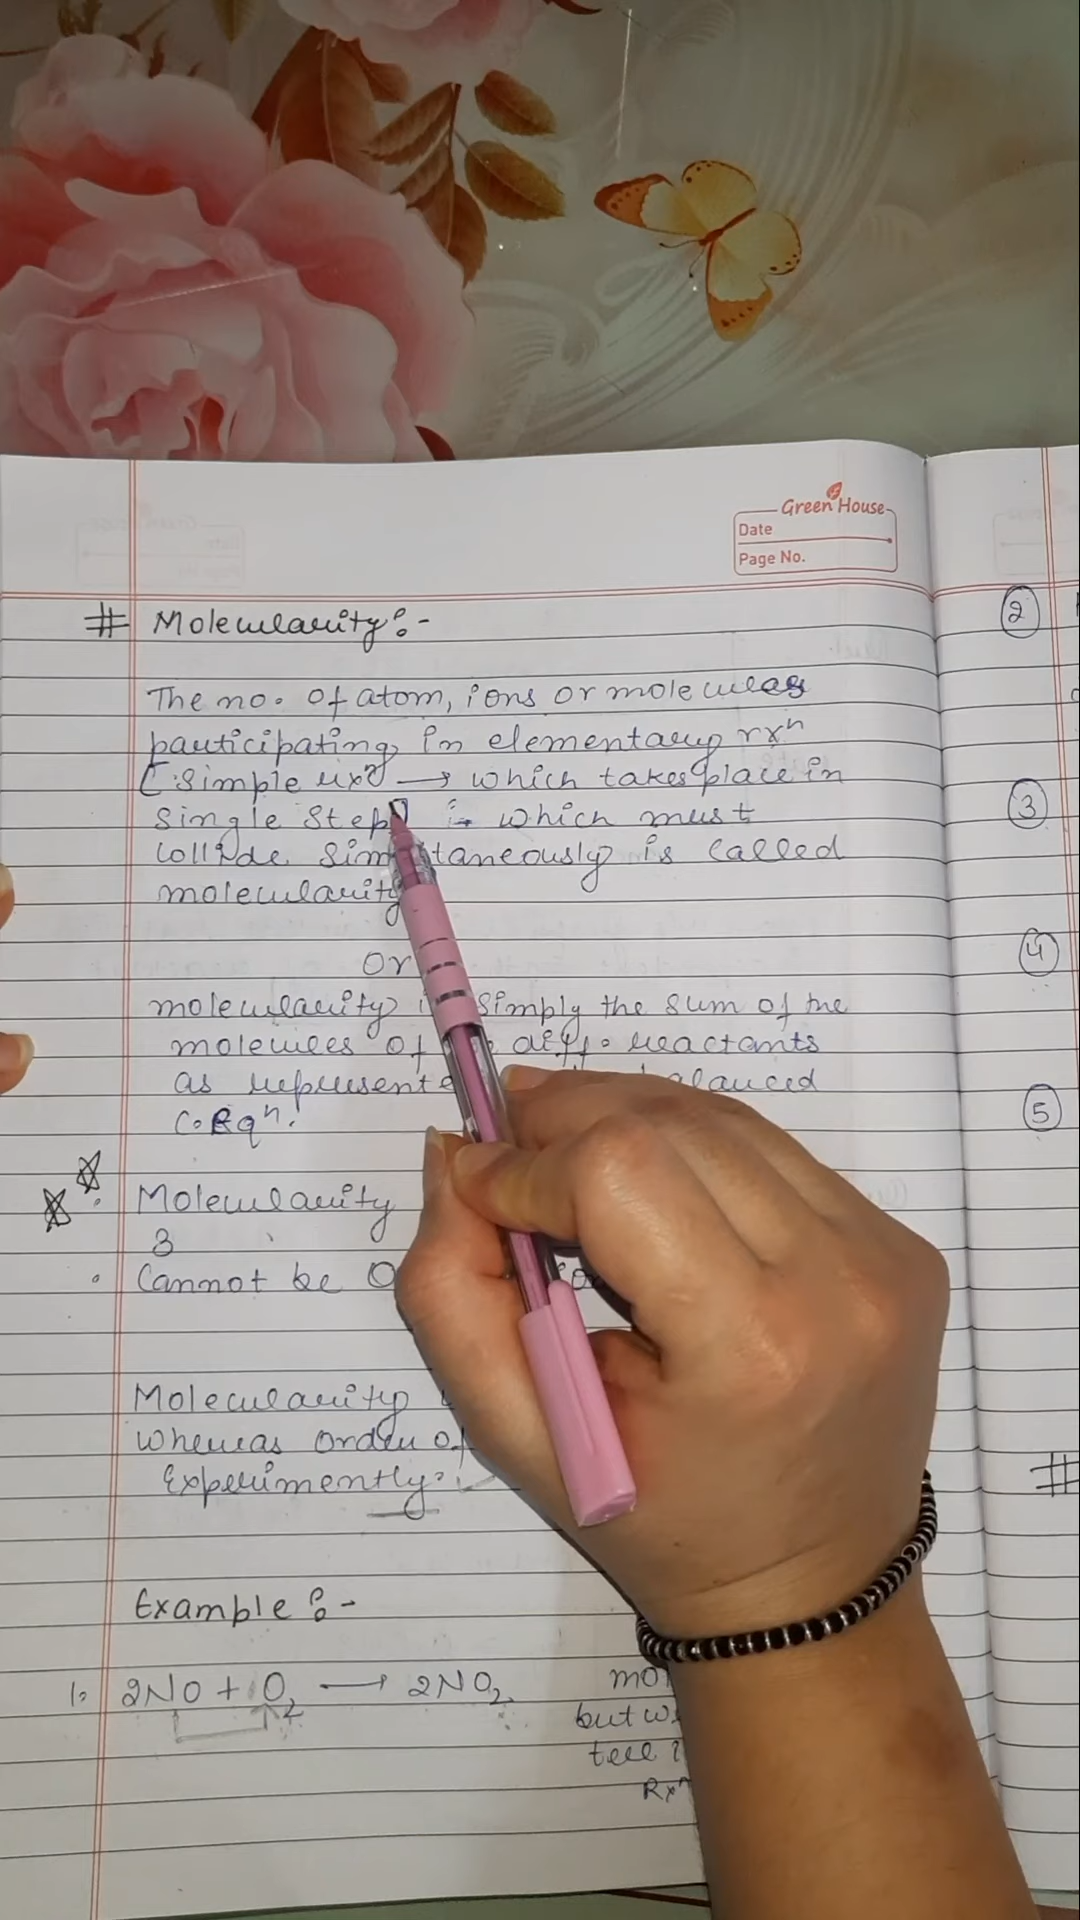 Green House
Date
Page No.
# Molecularity :-
The no. of atom, ions or molecules
participating in elementary rxn
[ simple rxn → which takes place in
single step] which must
collide simultaneously is called
molecularity
Or
molecularity simply the sum of the
molecules of diff. reactants
as represente balanced
C. Eqn.
Molecularity
3
Cannot be 0
Molecularity
whereas order of
Experimently.
Example :-
1. 2NO + O2 → 2NO2
mol
but w
tell
Rxn
2
3
4
5
#